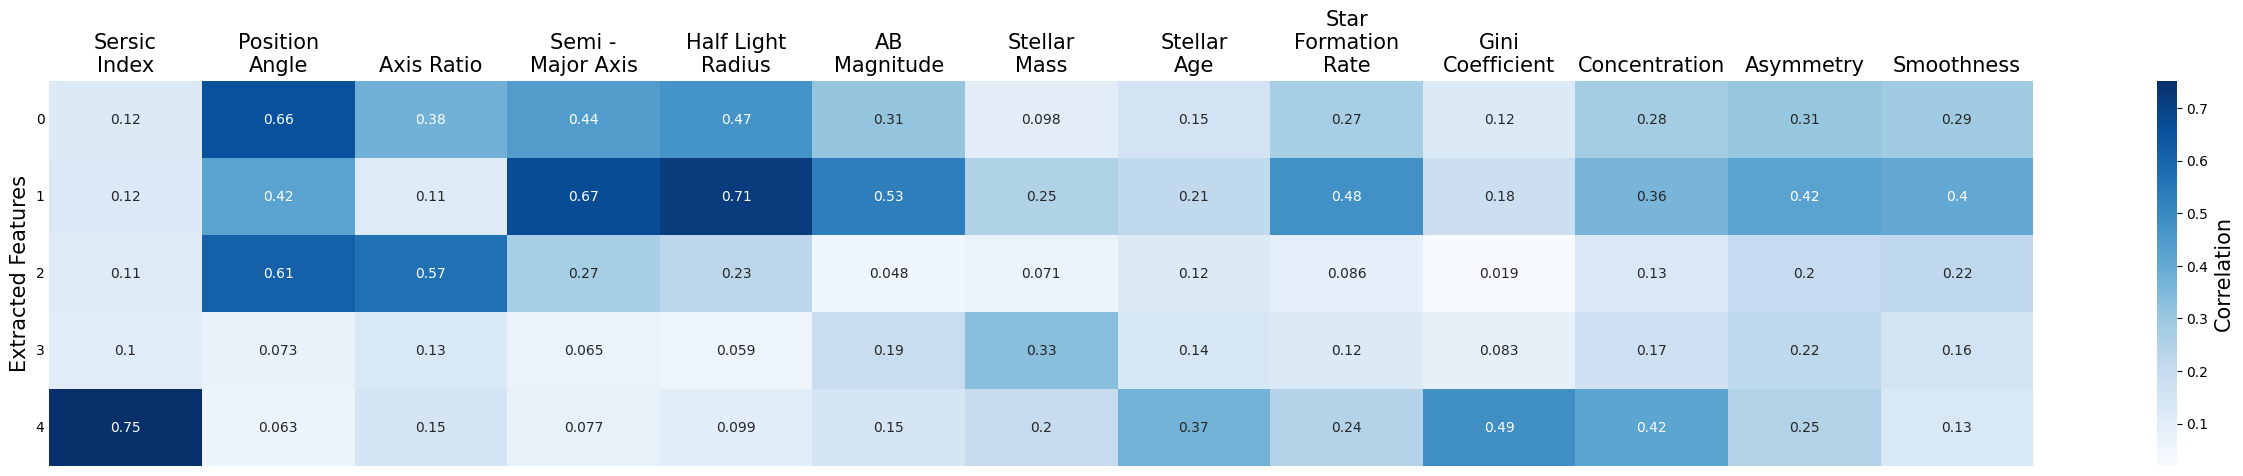 Star
Sersic Position Semi - Half Light AB Stellar Stellar Formation Gini
Index Angle Axis Ratio Major Axis Radius Magnitude Mass Age Rate Coefficient Concentration Asymmetry Smoothness
Extracted Features
0 0.12 0.66 0.38 0.44 0.47 0.31 0.098 0.15 0.27 0.12 0.28 0.31 0.29
1 0.12 0.42 0.11 0.67 0.71 0.53 0.25 0.21 0.48 0.18 0.36 0.42 0.4
2 0.11 0.61 0.57 0.27 0.23 0.048 0.071 0.12 0.086 0.019 0.13 0.2 0.22
3 0.1 0.073 0.13 0.065 0.059 0.19 0.33 0.14 0.12 0.083 0.17 0.22 0.16
4 0.75 0.063 0.15 0.077 0.099 0.15 0.2 0.37 0.24 0.49 0.42 0.25 0.13
0.7
0.6
0.5
0.4
0.3
0.2
0.1
Correlation